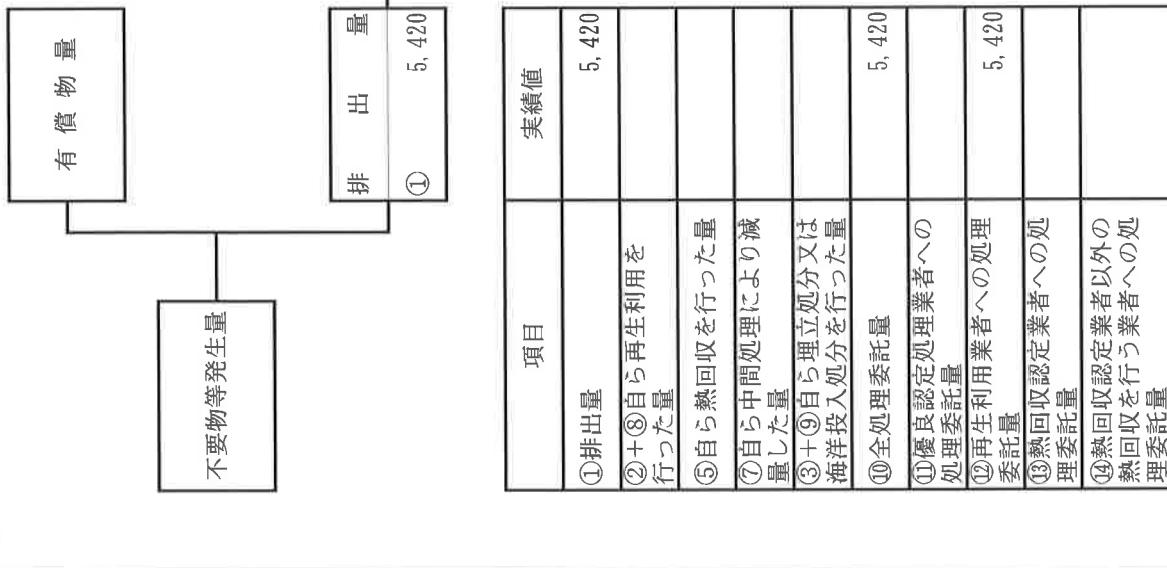 有償物量
不要物等発生量
排出量
① 5,420
項目 実績値
①排出量 5,420
②+⑧自ら再生利用を
行った量
⑤自ら熱回収を行った量
⑦自ら中間処理により減
量した量
③+⑨自ら埋立処分又は
海洋投入処分を行った量
⑩全処理委託量 5,420
⑪優良認定処理業者への
処理委託量
⑫再生利用業者への処理
委託量 5,420
⑬熱回収認定業者への処
理委託量
⑭熱回収認定業者以外の
熱回収を行う業者への処
理委託量